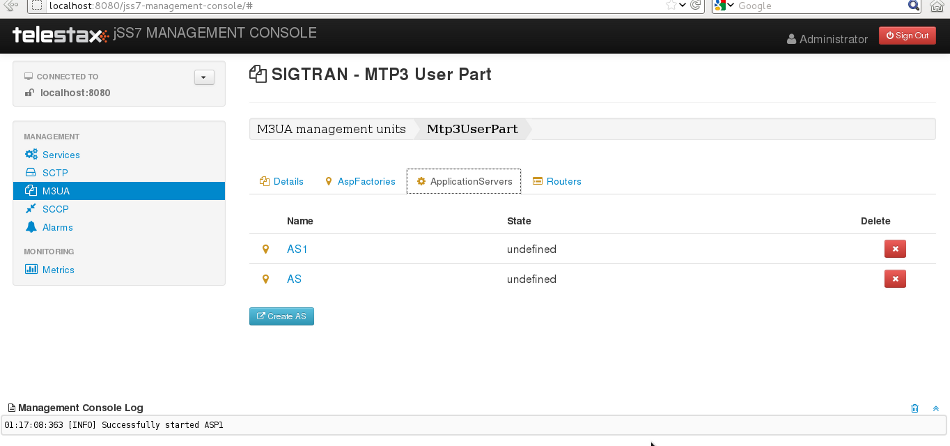 localhost:8080/jss7-management-console/#
Google
telestax jSS7 MANAGEMENT CONSOLE
Administrator
Sign Out
CONNECTED TO
localhost:8080
MANAGEMENT
Services
SCTP
M3UA
SCCP
Alarms
MONITORING
Metrics
SIGTRAN - MTP3 User Part
M3UA management units Mtp3UserPart
Details AspFactories ApplicationServers Routers
Name State Delete
AS1 undefined
AS undefined
Create AS
Management Console Log
01:17:08:363 [INFO] Successfully started ASP1